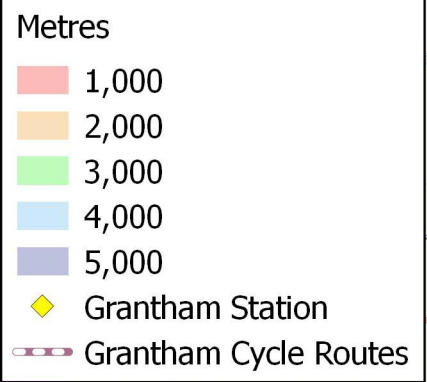 Metres
1,000
2,000
3,000
4,000
5,000
Grantham Station
Grantham Cycle Routes